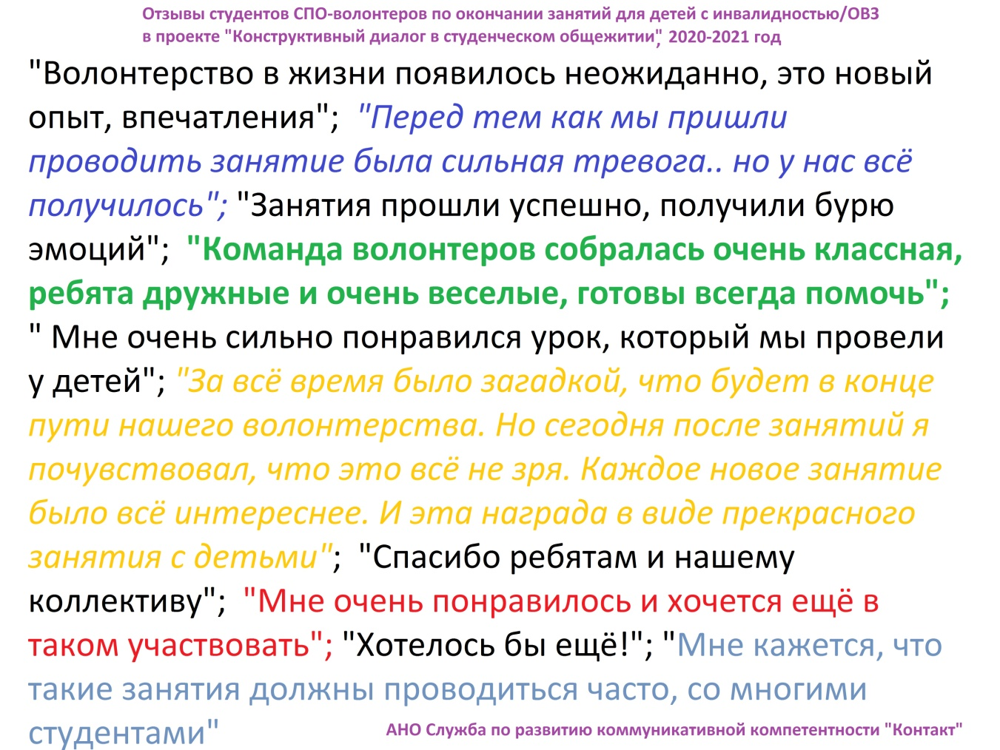 Отзывы студентов СПО-волонтеров по окончании занятий для детей с инвалидностью/ОВЗ
в проекте "Конструктивный диалог в студенческом общежитии", 2020-2021 год
"Волонтерство в жизни появилось неожиданно, это новый
опыт, впечатления"; "Перед тем как мы пришли
проводить занятие была сильная тревога.. но у нас всё
получилось"; "Занятия прошли успешно, получили бурю
эмоций"; "Команда волонтеров собралась очень классная,
ребята дружные и очень веселые, готовы всегда помочь";
" Мне очень сильно понравился урок, который мы провели
у детей"; "За всё время было загадкой, что будет в конце
пути нашего волонтерства. Но сегодня после занятий я
почувствовал, что это всё не зря. Каждое новое занятие
было всё интереснее. И эта награда в виде прекрасного
занятия с детьми"; "Спасибо ребятам и нашему
коллективу"; "Мне очень понравилось и хочется ещё в
таком участвовать"; "Хотелось бы ещё!"; "Мне кажется, что
такие занятия должны проводиться часто, со многими
студентами"
АНО Служба по развитию коммуникативной компетентности "Контакт"